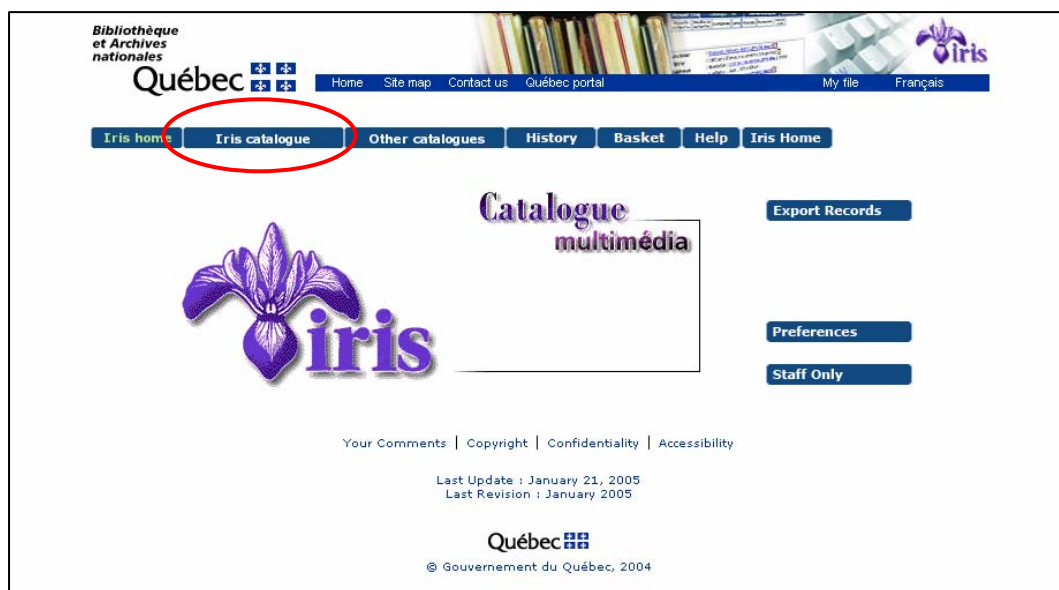 Bibliothèque
et Archives
nationales
Québec
iris
Home Site map Contact us Québec portal My file Français
Iris home Iris catalogue Other catalogues History Basket Help Iris Home
Catalogue
multimédia
iris
Export Records
Preferences
Staff Only
Your Comments | Copyright | Confidentiality | Accessibility
Last Update : January 21, 2005
Last Revision : January 2005
Québec
© Gouvernement du Québec, 2004